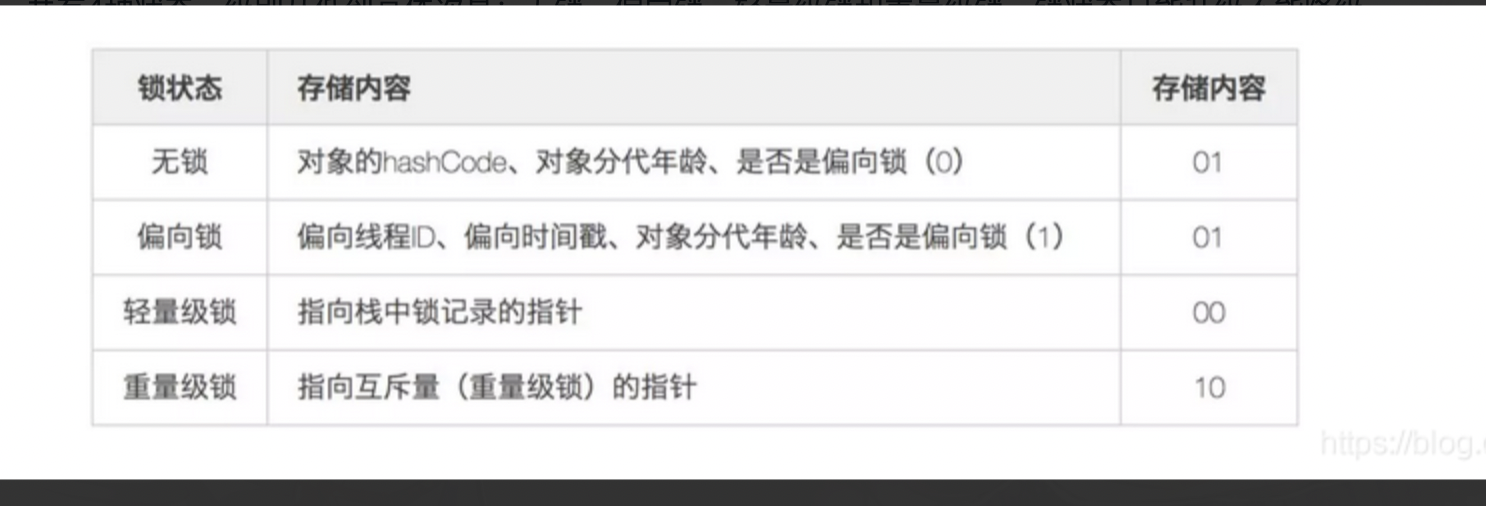 锁状态 存储内容 存储内容
无锁 对象的hashCode、对象分代年龄、是否是偏向锁（0） 01
偏向锁 偏向线程ID、偏向时间戳、对象分代年龄、是否是偏向锁（1） 01
轻量级锁 指向栈中锁记录的指针 00
重量级锁 指向互斥量（重量级锁）的指针 10
https://blog.